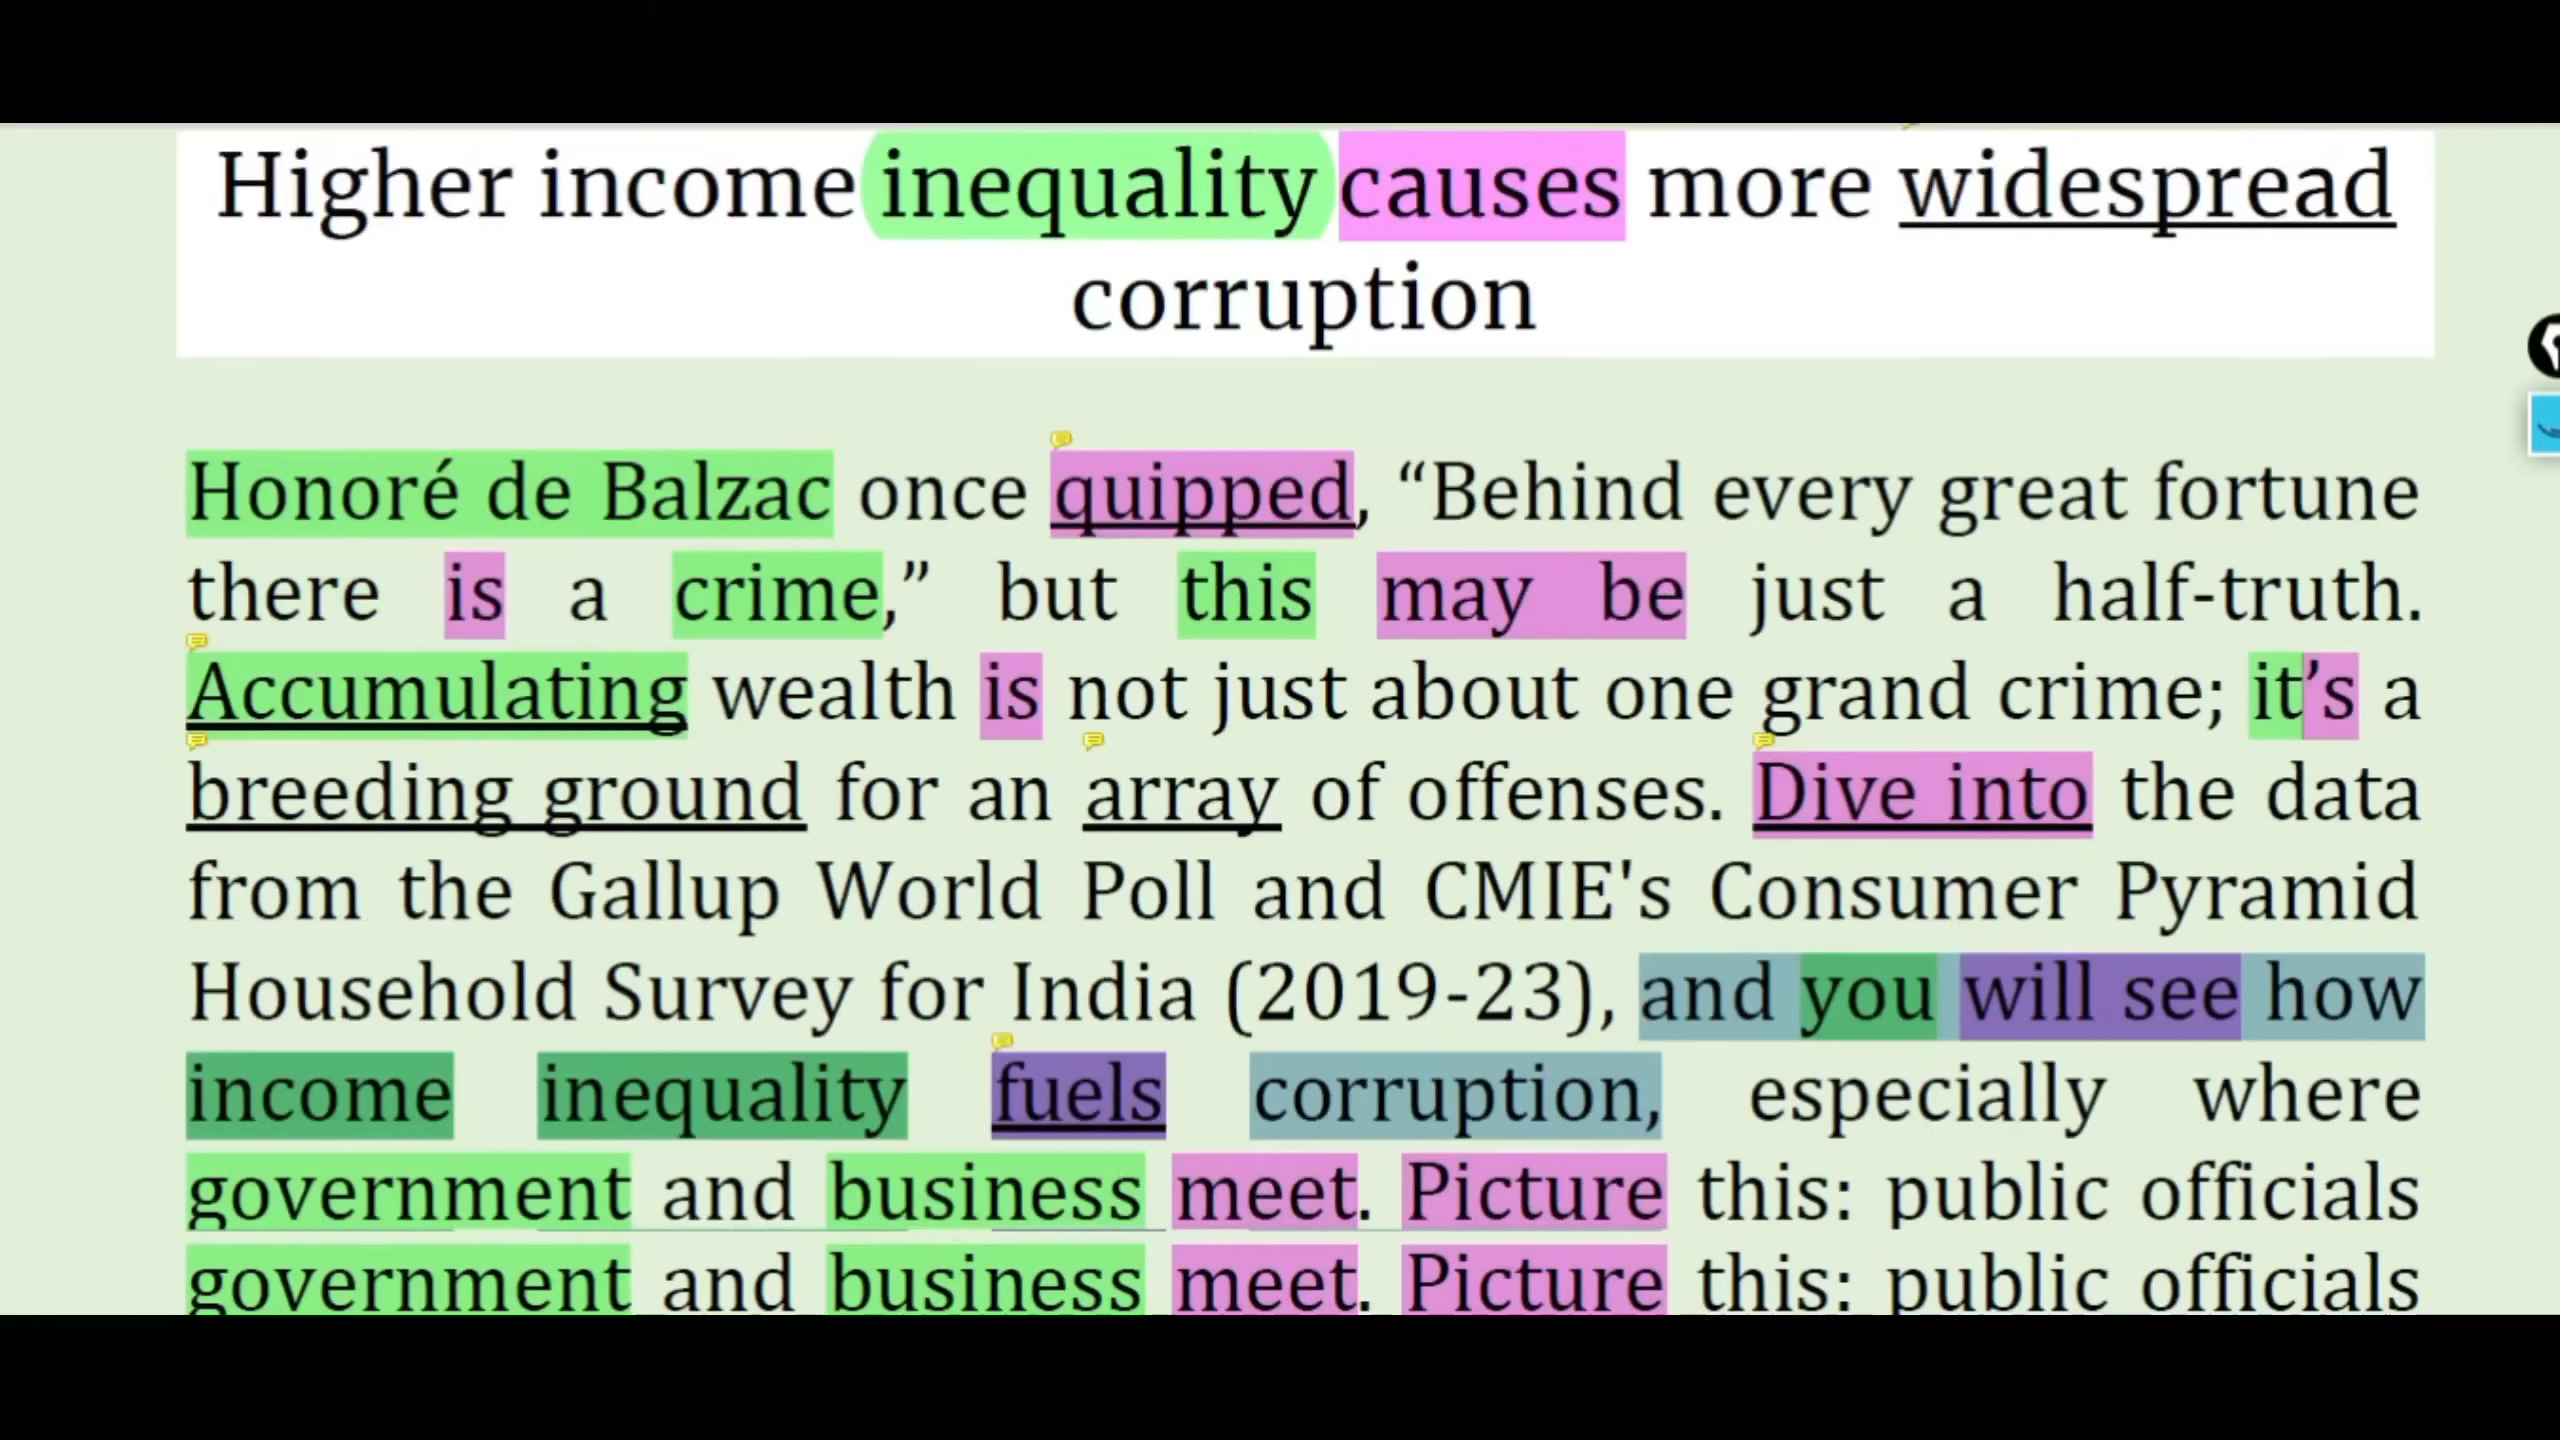 Higher income inequality causes more widespread
corruption
Honoré de Balzac once quipped, “Behind every great fortune
there is a crime,” but this may be just a half-truth.
Accumulating wealth is not just about one grand crime; it’s a
breeding ground for an array of offenses. Dive into the data
from the Gallup World Poll and CMIE's Consumer Pyramid
Household Survey for India (2019-23), and you will see how
income inequality fuels corruption, especially where
government and business meet. Picture this: public officials
government and business meet. Picture this: public officials